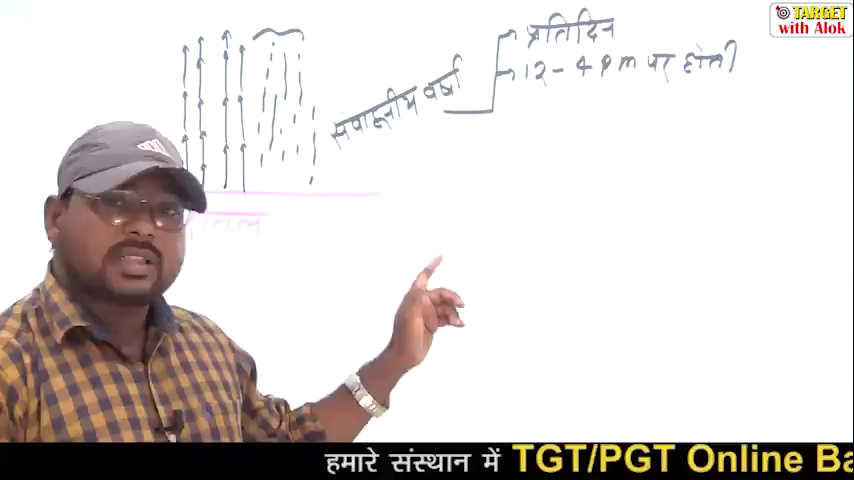 TARGET
with Alok
प्रतिदिन
12-4 pm पर होती
संवाहनीय वर्षा
हमारे संस्थान में TGT/PGT Online Ba